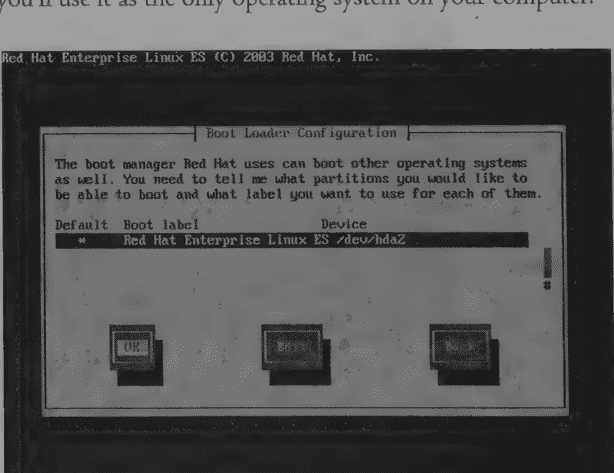 you'll use it as the only operating system on your computer.
Red Hat Enterprise Linux ES (C) 2003 Red Hat, Inc.
Boot Loader Configuration
The boot manager Red Hat uses can boot other operating systems
as well. You need to tell me what partitions you would like to
be able to boot and what label you want to use for each of them.
Default Boot label Device
* Red Hat Enterprise Linux ES /dev/hda2
#
OK